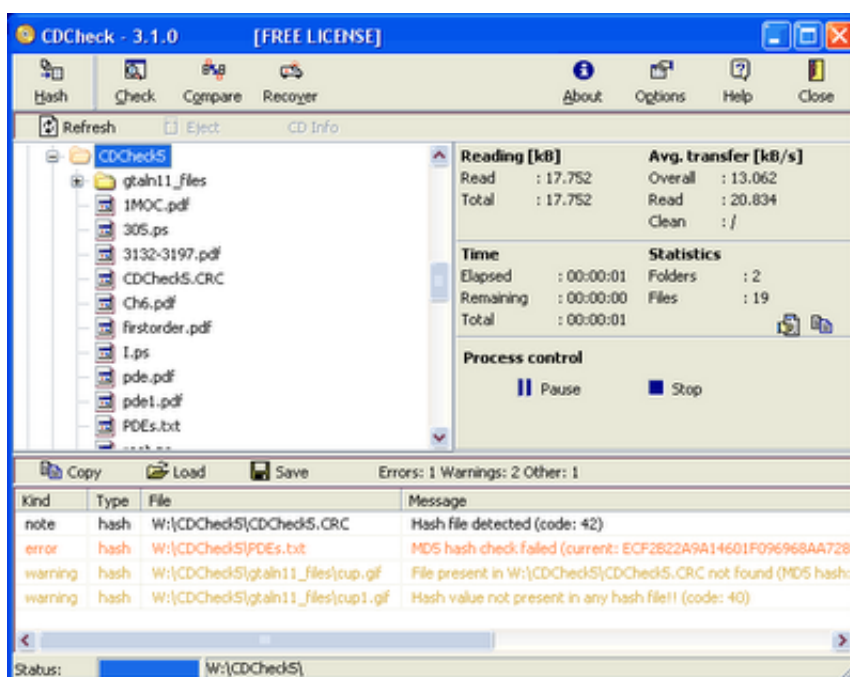 CDCheck - 3.1.0 [FREE LICENSE]
Hash Check Compare Recover About Options Help Close
Refresh Eject CD Info
CDCheck5
gtaln11_files
1MOC.pdf
305.ps
3132-3197.pdf
CDCheck5.CRC
Ch6.pdf
firstorder.pdf
I.ps
pde.pdf
pde1.pdf
PDEs.txt
Reading [kB] Avg. transfer [kB/s]
Read : 17.752 Overall : 13.062
Total : 17.752 Read : 20.834
Clean : /
Time Statistics
Elapsed : 00:00:01 Folders : 2
Remaining : 00:00:00 Files : 19
Total : 00:00:01
Process control
Pause Stop
Copy Load Save Errors: 1 Warnings: 2 Other: 1
Kind Type File Message
note hash W:\CDCheck5\CDCheck5.CRC Hash file detected (code: 42)
error hash W:\CDCheck5\PDEs.txt MD5 hash check failed (current: ECF2B22A9A14601F096968AA728
warning hash W:\CDCheck5\gtaln11_files\cup.gif File present in W:\CDCheck5\CDCheck5.CRC not found (MD5 hash:
warning hash W:\CDCheck5\gtaln11_files\cup1.gif Hash value not present in any hash file!! (code: 40)
Status: W:\CDCheck5\